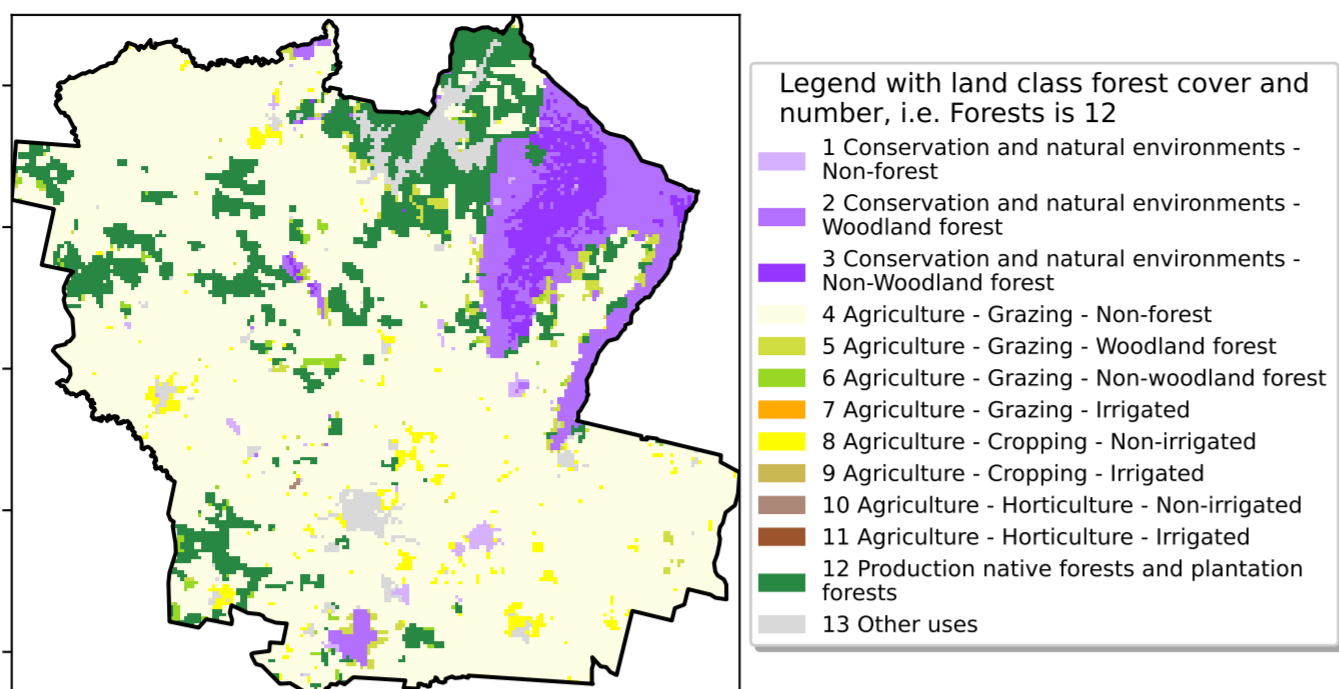 Legend with land class forest cover and
number, i.e. Forests is 12
1 Conservation and natural environments -
Non-forest
2 Conservation and natural environments -
Woodland forest
3 Conservation and natural environments -
Non-Woodland forest
4 Agriculture - Grazing - Non-forest
5 Agriculture - Grazing - Woodland forest
6 Agriculture - Grazing - Non-woodland forest
7 Agriculture - Grazing - Irrigated
8 Agriculture - Cropping - Non-irrigated
9 Agriculture - Cropping - Irrigated
10 Agriculture - Horticulture - Non-irrigated
11 Agriculture - Horticulture - Irrigated
12 Production native forests and plantation
forests
13 Other uses